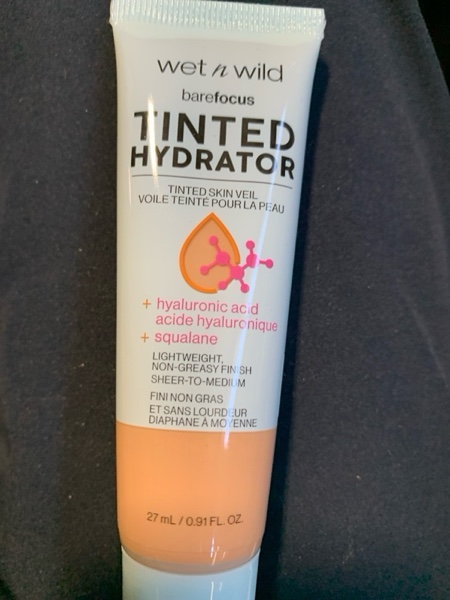 wet n wild
barefocus
TINTED
HYDRATOR
TINTED SKIN VEIL
VOILE TEINTÉ POUR LA PEAU
+ hyaluronic acid
acide hyaluronique
+ squalane
LIGHTWEIGHT,
NON-GREASY FINISH
SHEER-TO-MEDIUM
FINI NON GRAS
ET SANS LOURDEUR
DIAPHANE À MOYENNE
27 mL / 0.91 FL. OZ.